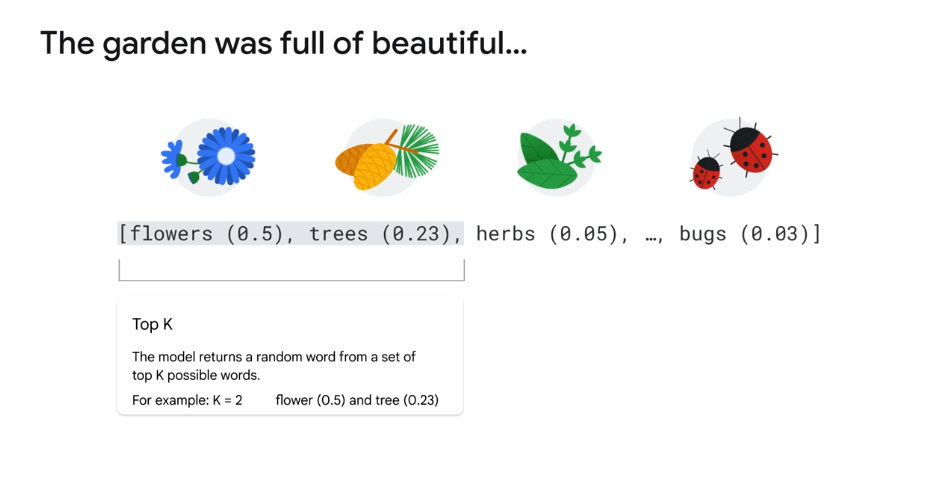 The garden was full of beautiful...
[flowers (0.5), trees (0.23), herbs (0.05), …, bugs (0.03)]
Top K
The model returns a random word from a set of
top K possible words.
For example: K = 2 flower (0.5) and tree (0.23)